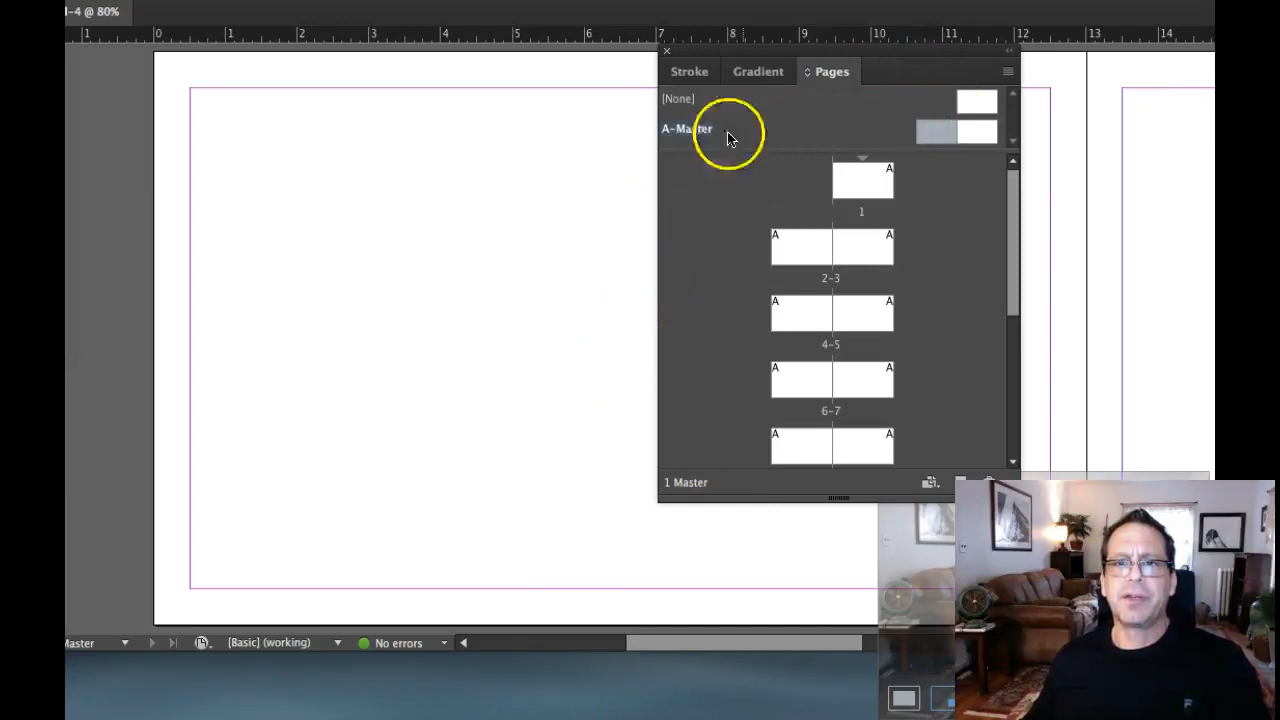 I-4 @ 80%
1 0 1 2 3 4 5 6 7 8 9 10 11 12 13 14
Stroke Gradient Pages
[None]
A-Master
A
1
A A
2-3
A A
4-5
A A
6-7
A A
1 Master
Master [Basic] (working) No errors